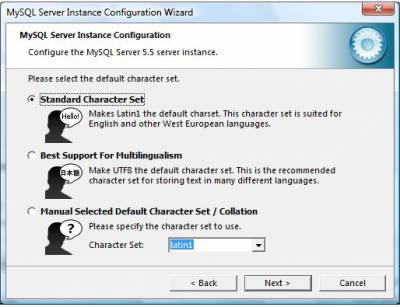 MySQL Server Instance Configuration Wizard
MySQL Server Instance Configuration
Configure the MySQL Server 5.5 server instance.
Please select the default character set.
Standard Character Set
Hello!
Makes Latin1 the default charset. This character set is suited for
English and other West European languages.
Best Support For Multilingualism
日本語
Make UTF8 the default character set. This is the recommended
character set for storing text in many different languages.
Manual Selected Default Character Set / Collation
?
Please specify the character set to use.
Character Set: latin1
< Back Next > Cancel